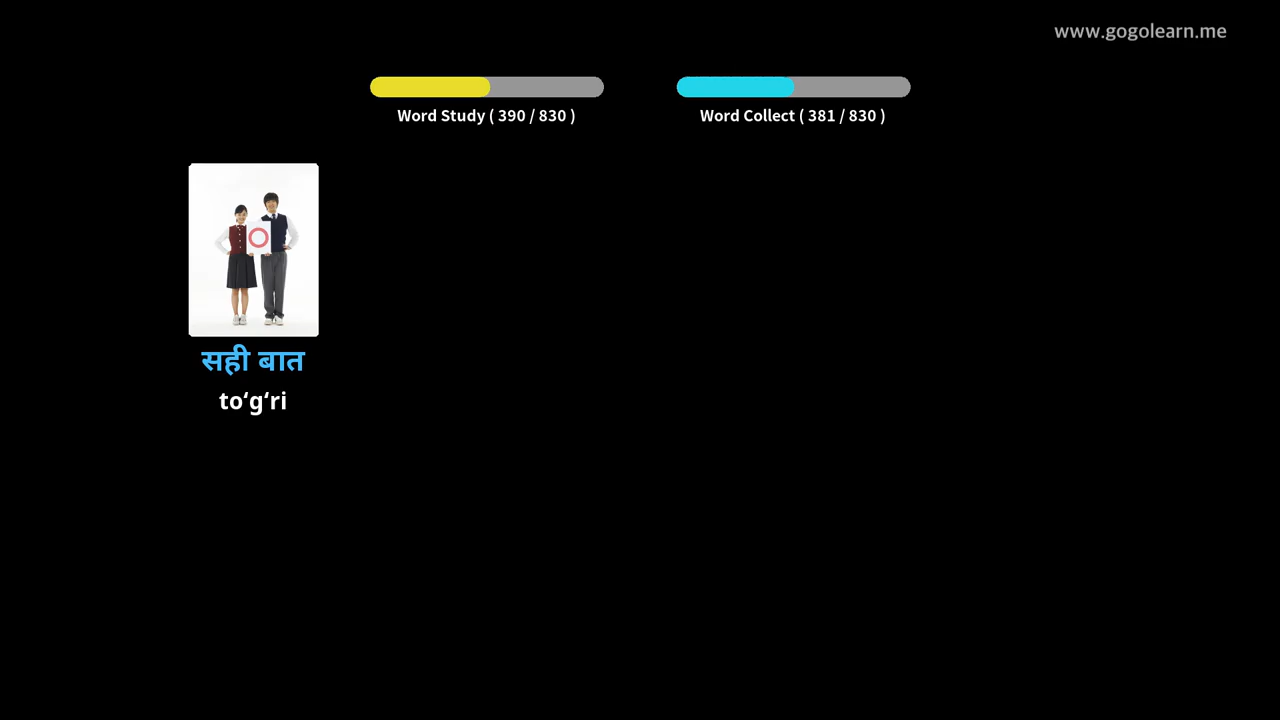 www.gogolearn.me
Word Study ( 390 / 830 )
Word Collect ( 381 / 830 )
सही बात
to‘g‘ri